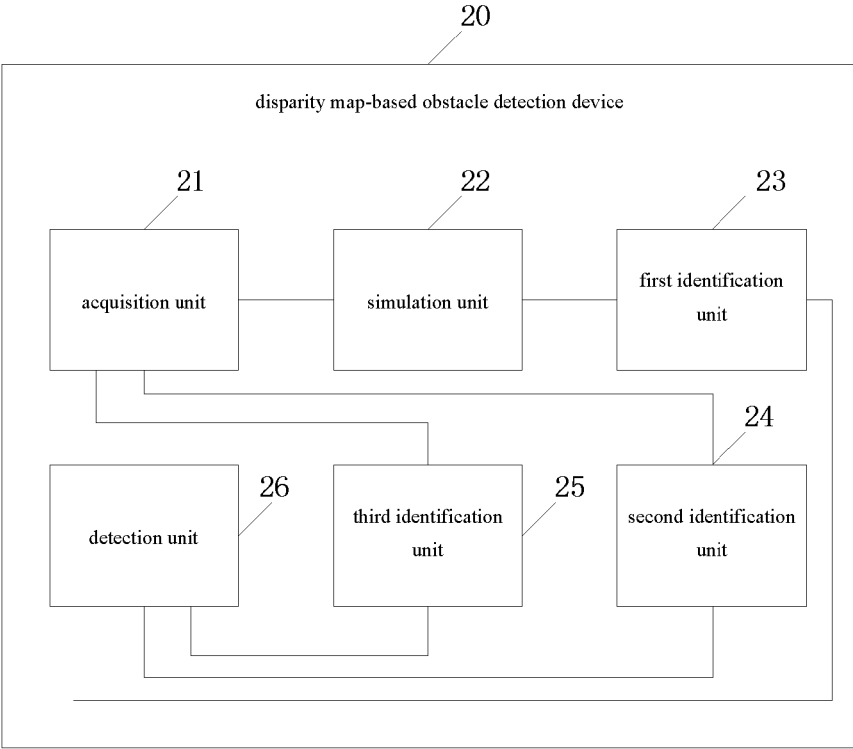 20
disparity map-based obstacle detection device
21
22
23
acquisition unit
simulation unit
first identification
unit
24
26
25
detection unit
third identification
unit
second identification
unit